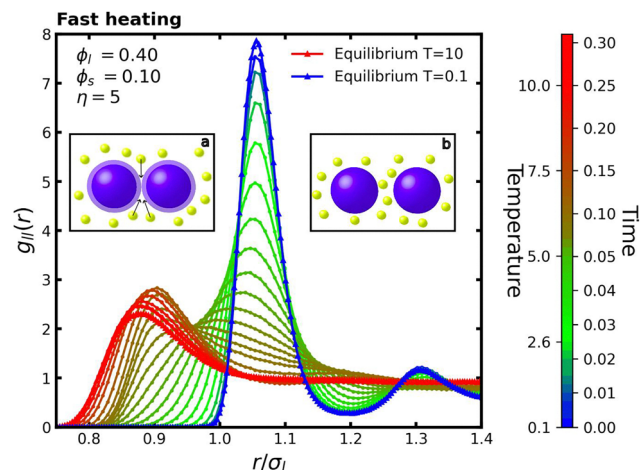 Fast heating
ϕ_l = 0.40
ϕ_s = 0.10
η = 5
Equilibrium T=10
Equilibrium T=0.1
a
b
g_ll(r)
8
7
6
5
4
3
2
1
0
0.8 0.9 1.0 1.1 1.2 1.3 1.4
r/σ_l
10.0
7.5
5.0
2.6
0.1
Temperature
0.30
0.25
0.20
0.15
0.10
0.05
0.04
0.03
0.02
0.01
0.01
0.00
Time